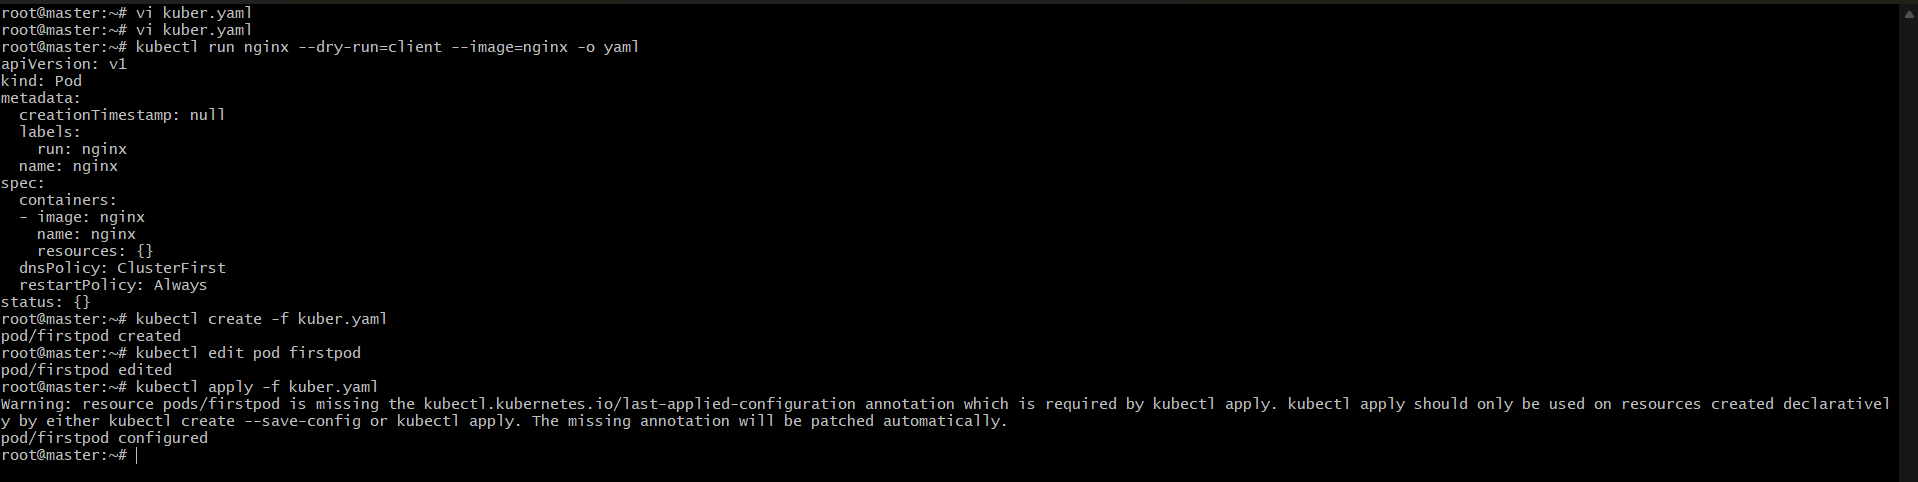 root@master:~# vi kuber.yaml
root@master:~# vi kuber.yaml
root@master:~# kubectl run nginx --dry-run=client --image=nginx -o yaml
apiVersion: v1
kind: Pod
metadata:
  creationTimestamp: null
  labels:
    run: nginx
  name: nginx
spec:
  containers:
  - image: nginx
    name: nginx
    resources: {}
  dnsPolicy: ClusterFirst
  restartPolicy: Always
status: {}
root@master:~# kubectl create -f kuber.yaml
pod/firstpod created
root@master:~# kubectl edit pod firstpod
pod/firstpod edited
root@master:~# kubectl apply -f kuber.yaml
Warning: resource pods/firstpod is missing the kubectl.kubernetes.io/last-applied-configuration annotation which is required by kubectl apply. kubectl apply should only be used on resources created declarativel
y by either kubectl create --save-config or kubectl apply. The missing annotation will be patched automatically.
pod/firstpod configured
root@master:~#